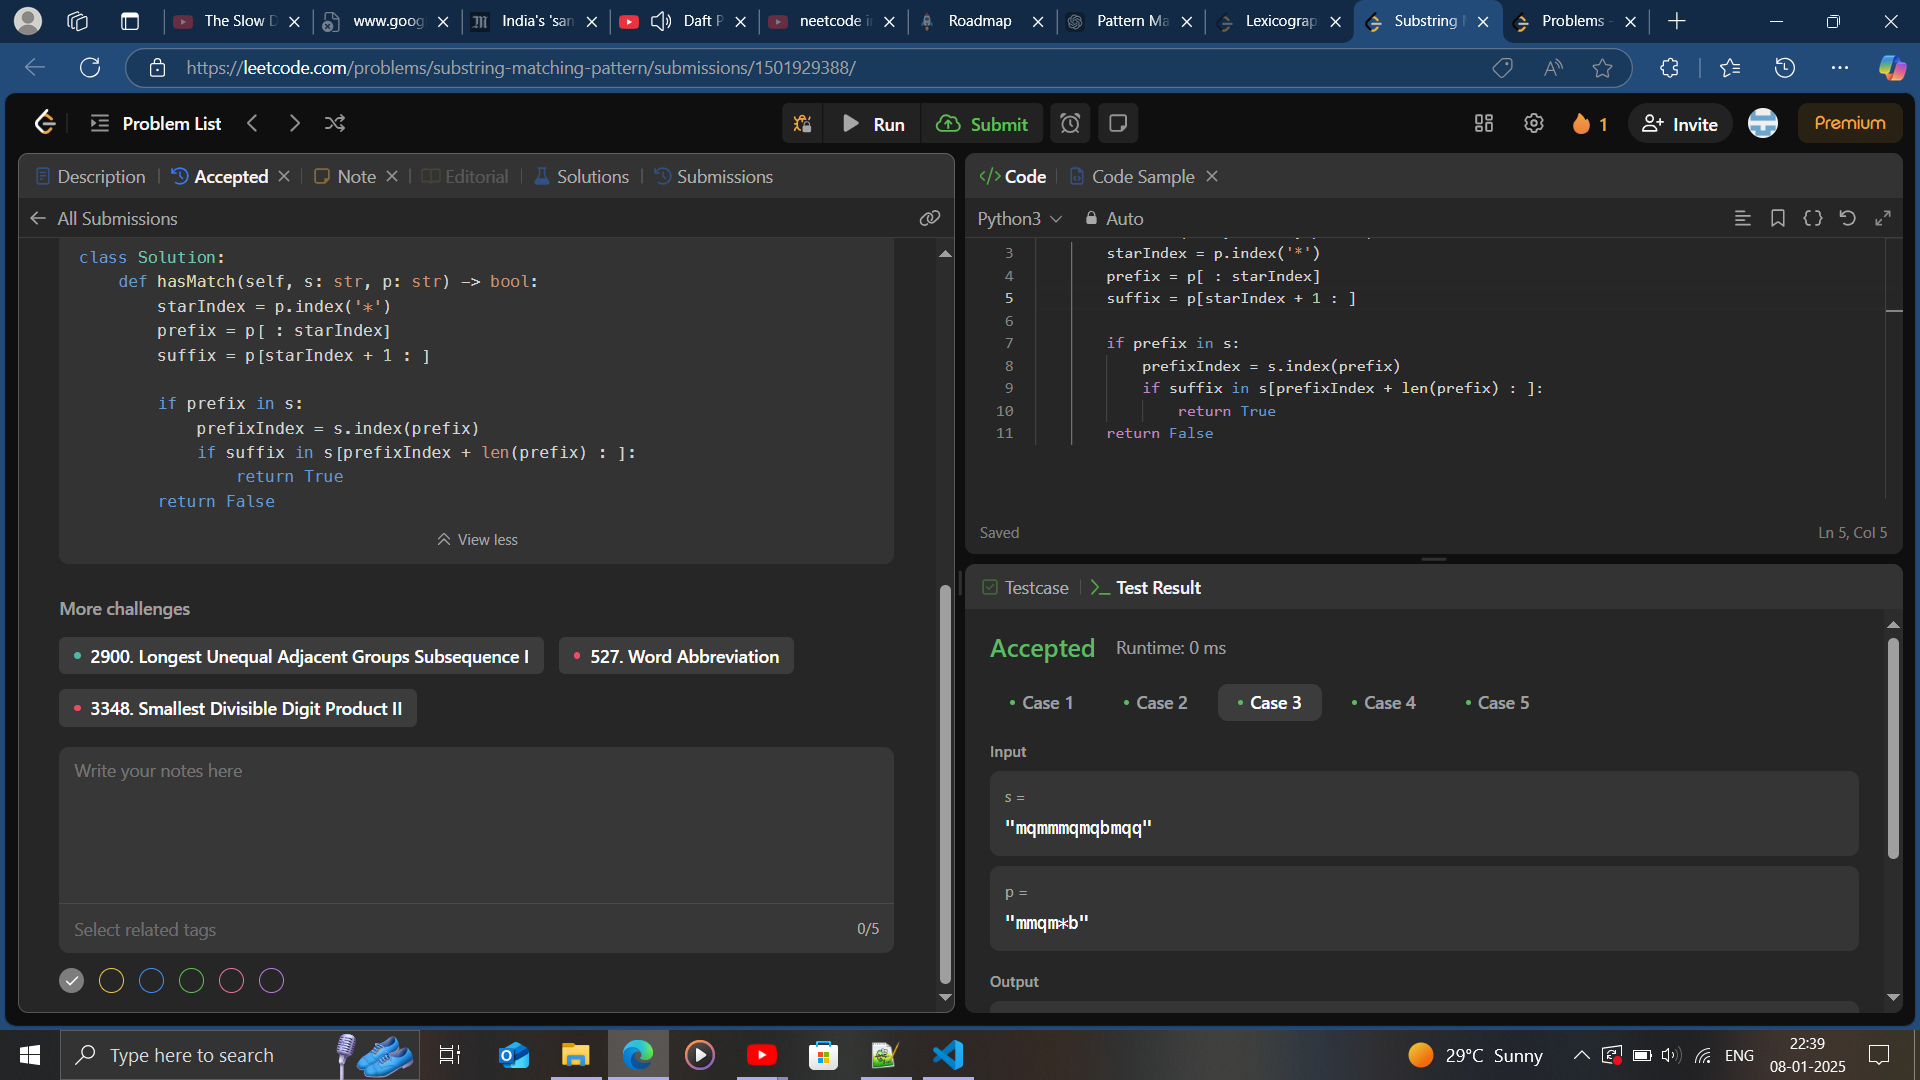 The Slow D
www.goog
India's 'san
Daft P
neetcode i
Roadmap
Pattern Ma
Lexicograp
Substring
Problems -
https://leetcode.com/problems/substring-matching-pattern/submissions/1501929388/
Problem List
Run
Submit
1
Invite
Premium
Description
Accepted
Note
Editorial
Solutions
Submissions
All Submissions
class Solution:
def hasMatch(self, s: str, p: str) -> bool:
starIndex = p.index('*')
prefix = p[ : starIndex]
suffix = p[starIndex + 1 : ]
if prefix in s:
prefixIndex = s.index(prefix)
if suffix in s[prefixIndex + len(prefix) : ]:
return True
return False
View less
More challenges
2900. Longest Unequal Adjacent Groups Subsequence I
527. Word Abbreviation
3348. Smallest Divisible Digit Product II
Write your notes here
Select related tags
0/5
</> Code
Code Sample
Python3
Auto
3 starIndex = p.index('*')
4 prefix = p[ : starIndex]
5 suffix = p[starIndex + 1 : ]
6
7 if prefix in s:
8 prefixIndex = s.index(prefix)
9 if suffix in s[prefixIndex + len(prefix) : ]:
10 return True
11 return False
Saved
Ln 5, Col 5
Testcase
Test Result
Accepted
Runtime: 0 ms
Case 1
Case 2
Case 3
Case 4
Case 5
Input
s =
"mqmmmqmqbmqq"
p =
"mmqm*b"
Output
Type here to search
29°C Sunny
ENG
22:39
08-01-2025